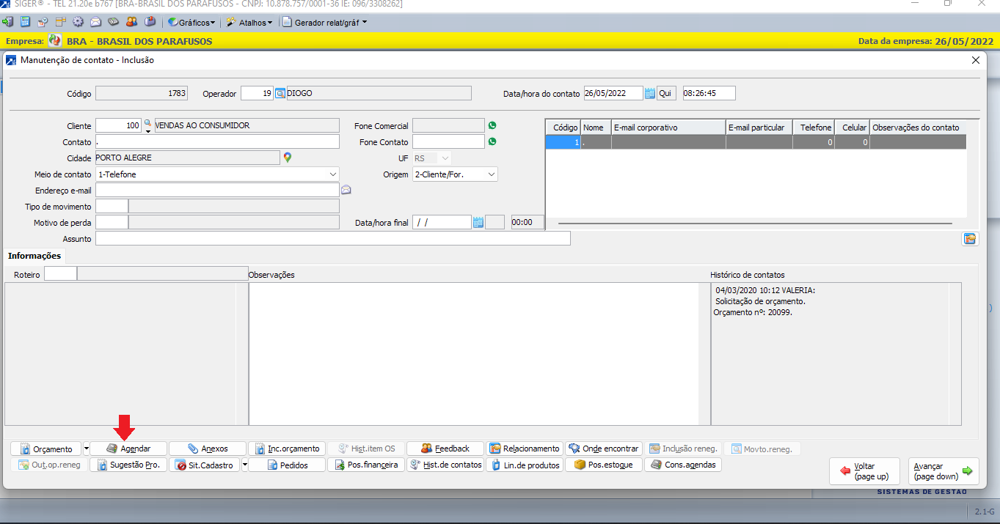 SIGER® - TEL 21.20e b767 [BRA-BRASIL DOS PARAFUSOS - CNPJ: 10.878.757/0001-36 IE: 096/3308262]
Gráficos Atalhos Gerador relat/gráf
Empresa: BRA - BRASIL DOS PARAFUSOS Data da empresa: 26/05/2022
Manutenção de contato - Inclusão
Código 1783 Operador 19 DIOGO Data/hora do contato 26/05/2022 Qui 08:26:45
Cliente 100 VENDAS AO CONSUMIDOR Fone Comercial
Contato . Fone Contato
Cidade PORTO ALEGRE UF RS
Meio de contato 1-Telefone Origem 2-Cliente/For.
Endereço e-mail
Tipo de movimento
Motivo de perda Data/hora final / / 00:00
Assunto
Código Nome E-mail corporativo E-mail particular Telefone Celular Observações do contato
1 . 0 0
Informações
Roteiro Observações Histórico de contatos
04/03/2020 10:12 VALERIA:
Solicitação de orçamento.
Orçamento nº: 20099.
)
Orçamento Agendar Anexos Inc.orçamento Hist.item OS Feedback Relacionamento Onde encontrar Inclusão reneg. Movto.reneg.
Out.op.reneg Sugestão Pro. Sit.Cadastro Pedidos Pos.financeira Hist.de contatos Lin.de produtos Pos.estoque Cons.agendas
Voltar
(page up)
Avançar
(page down)
SISTEMAS DE GESTÃO
2.1-G